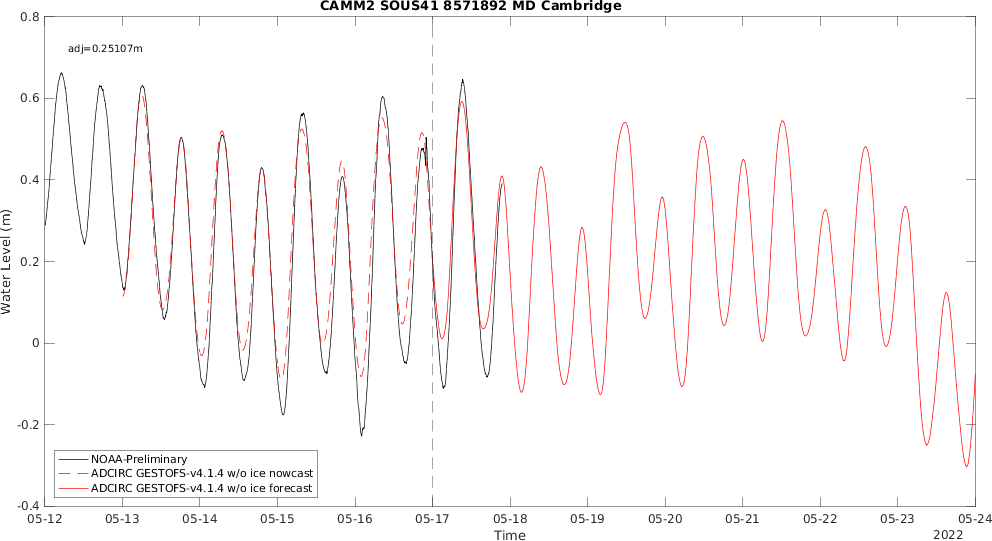 CAMM2 SOUS41 8571892 MD Cambridge
adj=0.25107m
0.8
0.6
0.4
0.2
0
-0.2
-0.4
Water Level (m)
NOAA-Preliminary
ADCIRC GESTOFS-v4.1.4 w/o ice nowcast
ADCIRC GESTOFS-v4.1.4 w/o ice forecast
05-12 05-13 05-14 05-15 05-16 05-17 05-18 05-19 05-20 05-21 05-22 05-23 05-24
Time
2022